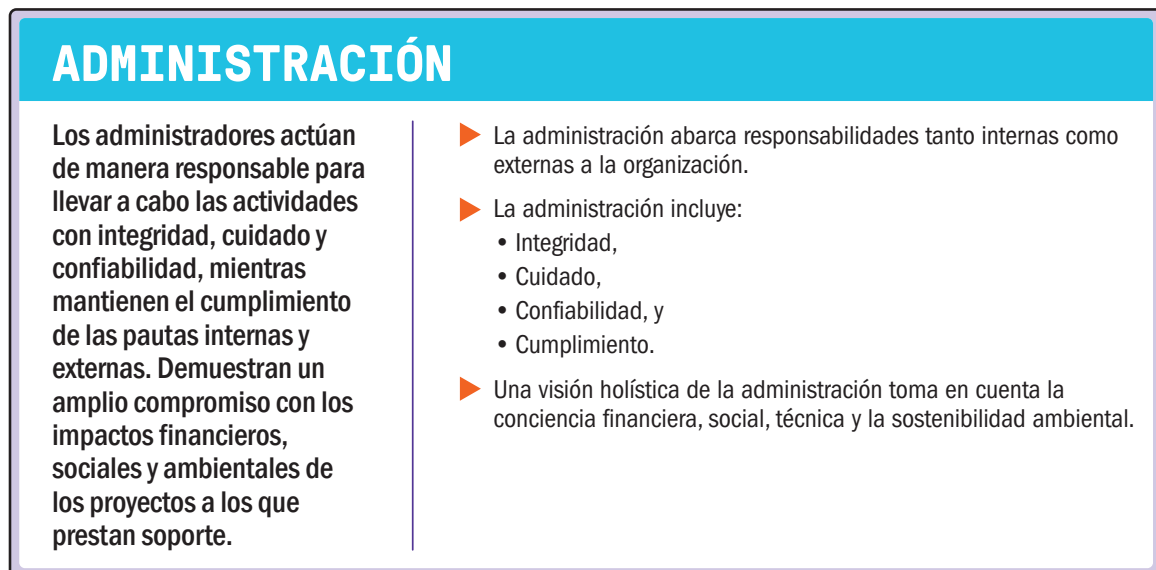 ADMINISTRACIÓN
Los administradores actúan
de manera responsable para
llevar a cabo las actividades
con integridad, cuidado y
confiabilidad, mientras
mantienen el cumplimiento
de las pautas internas y
externas. Demuestran un
amplio compromiso con los
impactos financieros,
sociales y ambientales de
los proyectos a los que
prestan soporte.
La administración abarca responsabilidades tanto internas como
externas a la organización.
La administración incluye:
• Integridad,
• Cuidado,
• Confiabilidad, y
• Cumplimiento.
Una visión holística de la administración toma en cuenta la
conciencia financiera, social, técnica y la sostenibilidad ambiental.